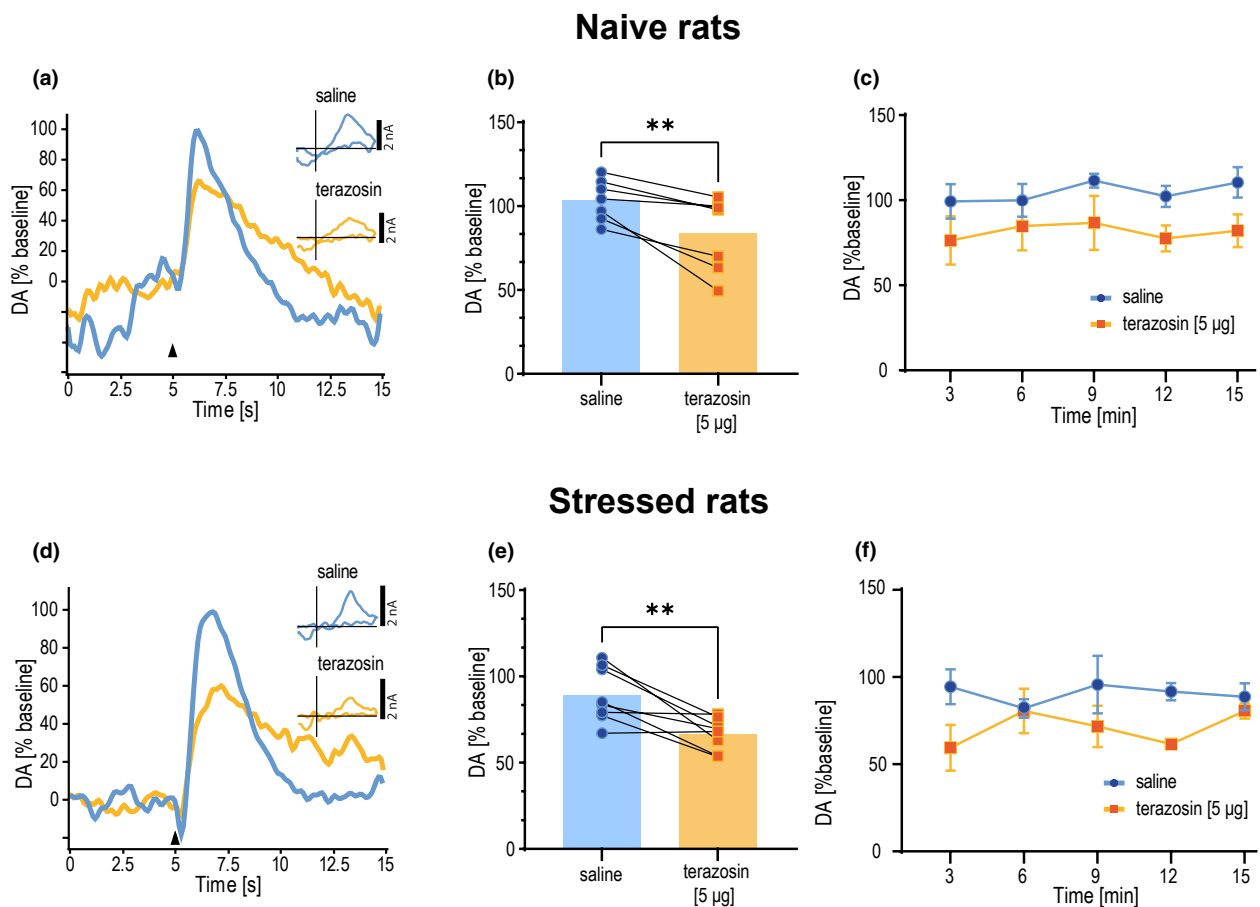 Naive rats
(a)
DA [% baseline]
100
80
60
40
20
0
saline
2 nA
terazosin
2 nA
0
2.5
5
7.5
10
12.5
15
Time [s]
(b)
DA [% baseline]
150
100
50
0
**
saline
terazosin
[5 µg]
(c)
DA [%baseline]
150
100
50
0
saline
terazosin [5 µg]
3
6
9
12
15
Time [min]
Stressed rats
(d)
DA [% baseline]
100
80
60
40
20
0
saline
2 nA
terazosin
2 nA
0
2.5
5
7.5
10
12.5
15
Time [s]
(e)
DA [% baseline]
150
100
50
0
**
saline
terazosin
[5 µg]
(f)
DA [%baseline]
150
100
50
0
saline
terazosin [5 µg]
3
6
9
12
15
Time [min]